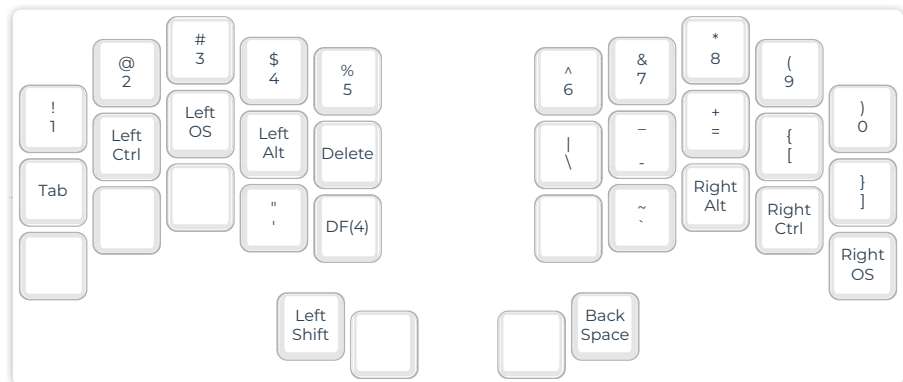 !
1
@
2
#
3
$
4
%
5
^
6
&
7
*
8
(
9
)
0
Tab
Left
Ctrl
Left
OS
Left
Alt
Delete
|
\
_
-
+
=
{
[
}
]
"
'
DF(4)
~
`
Right
Alt
Right
Ctrl
Right
OS
Left
Shift
Back
Space